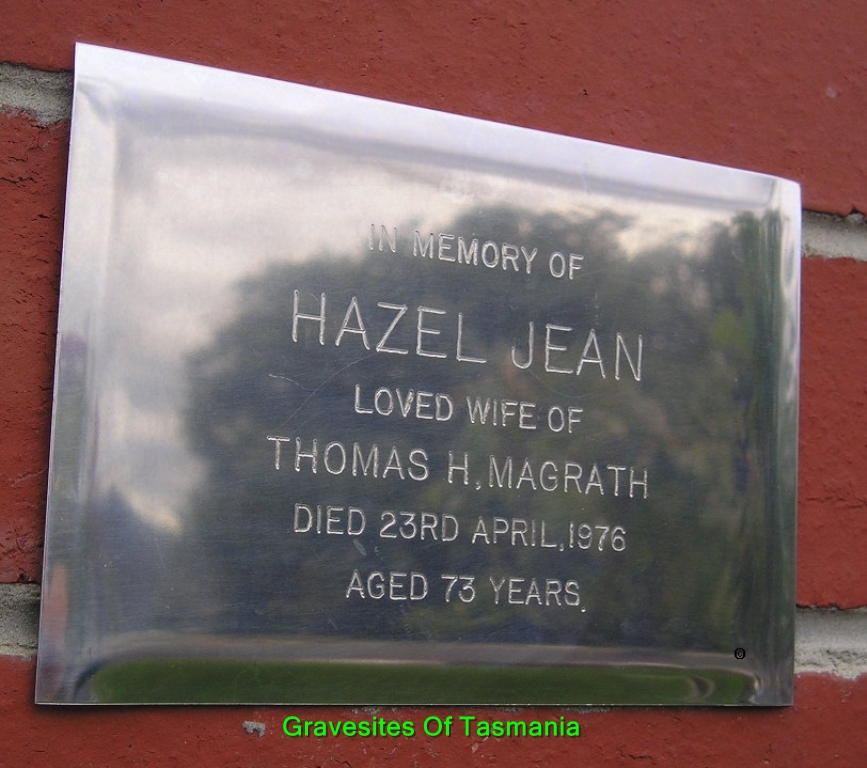 IN MEMORY OF
HAZEL JEAN
LOVED WIFE OF
THOMAS H. MAGRATH
DIED 23RD APRIL, 1976
AGED 73 YEARS.
Gravesites Of Tasmania